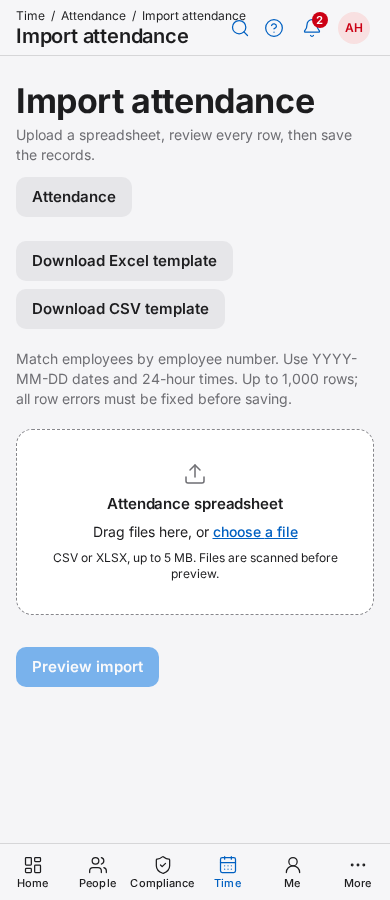 Time / Attendance / Import attendance
Import attendance
2
AH
Import attendance
Upload a spreadsheet, review every row, then save
the records.
Attendance
Download Excel template
Download CSV template
Match employees by employee number. Use YYYY-
MM-DD dates and 24-hour times. Up to 1,000 rows;
all row errors must be fixed before saving.
Attendance spreadsheet
Drag files here, or choose a file
CSV or XLSX, up to 5 MB. Files are scanned before
preview.
Preview import
Home People Compliance Time Me More